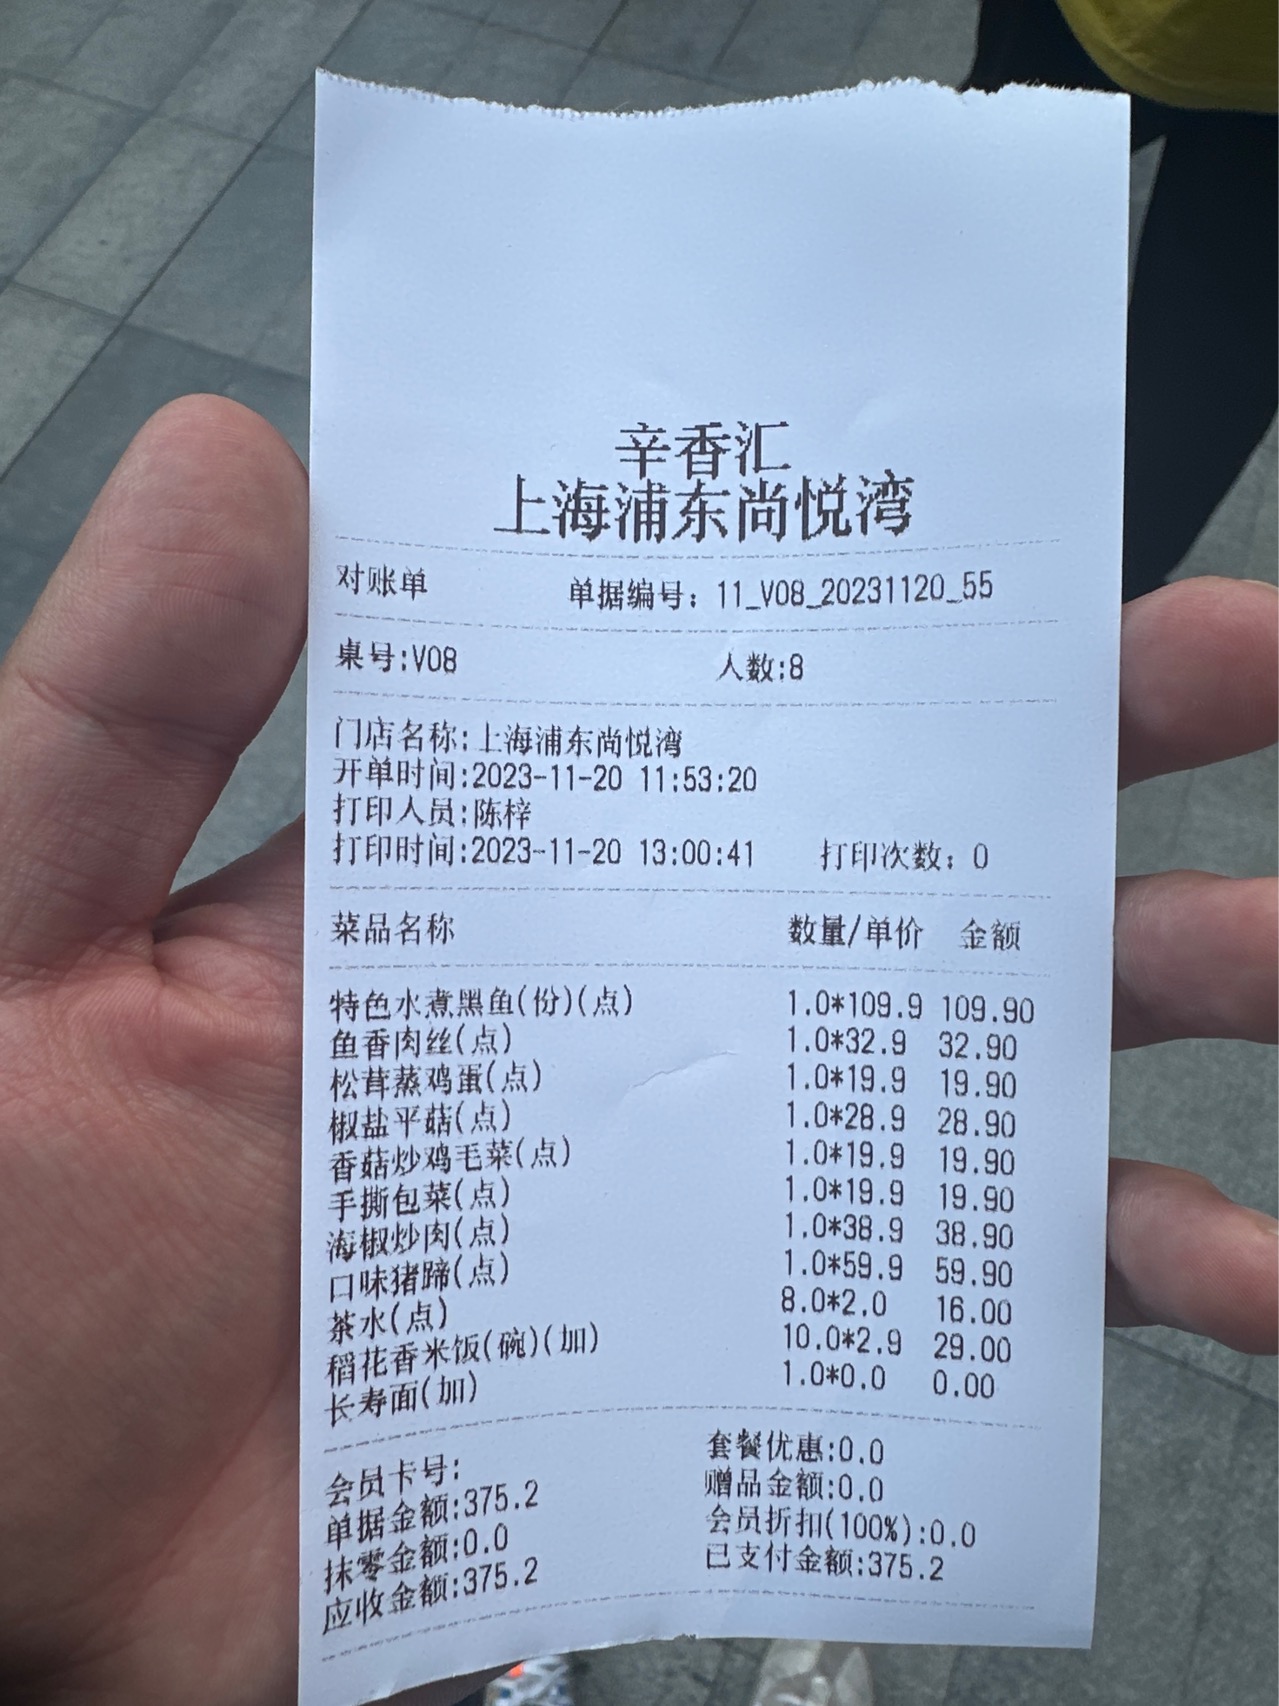 辛香汇
上海浦东尚悦湾
对账单 单据编号：11_V08_20231120_55
桌号:V08 人数:8
门店名称:上海浦东尚悦湾
开单时间:2023-11-20 11:53:20
打印人员:陈梓
打印时间:2023-11-20 13:00:41 打印次数：0
菜品名称 数量/单价 金额
特色水煮黑鱼(份)(点) 1.0*109.9 109.90
鱼香肉丝(点) 1.0*32.9 32.90
松茸蒸鸡蛋(点) 1.0*19.9 19.90
椒盐平菇(点) 1.0*28.9 28.90
香菇炒鸡毛菜(点) 1.0*19.9 19.90
手撕包菜(点) 1.0*19.9 19.90
海椒炒肉(点) 1.0*38.9 38.90
口味猪蹄(点) 1.0*59.9 59.90
茶水(点) 8.0*2.0 16.00
稻花香米饭(碗)(加) 10.0*2.9 29.00
长寿面(加) 1.0*0.0 0.00
会员卡号: 套餐优惠:0.0
单据金额:375.2 赠品金额:0.0
抹零金额:0.0 会员折扣(100%):0.0
应收金额:375.2 已支付金额:375.2